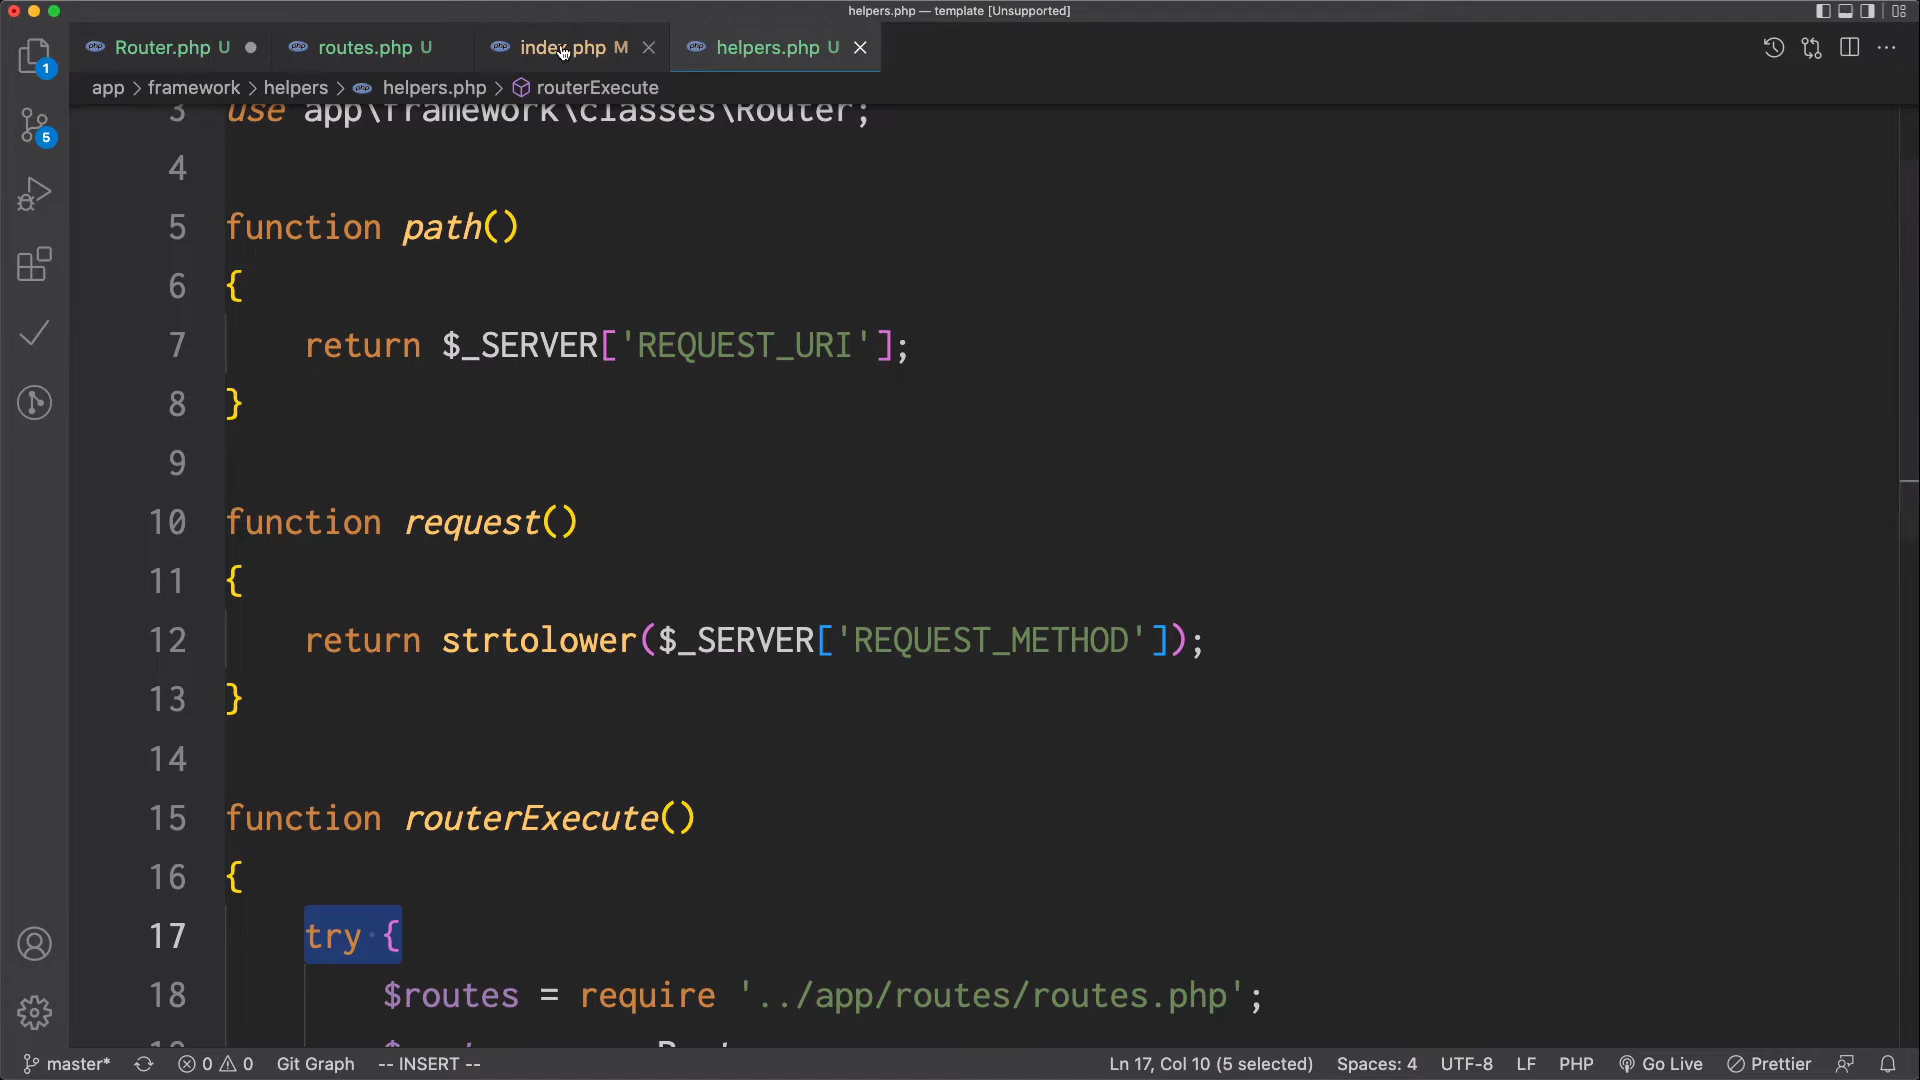 helpers.php — template [Unsupported]
Router.php U
routes.php U
index.php M
helpers.php U
app > framework > helpers > helpers.php > routerExecute
3 use app\framework\classes\Router;
4
5 function path()
6 {
7 return $_SERVER['REQUEST_URI'];
8 }
9
10 function request()
11 {
12 return strtolower($_SERVER['REQUEST_METHOD']);
13 }
14
15 function routerExecute()
16 {
17 try {
18 $routes = require '../app/routes/routes.php';
1
5
master* 0 0 Git Graph -- INSERT -- Ln 17, Col 10 (5 selected) Spaces: 4 UTF-8 LF PHP Go Live Prettier